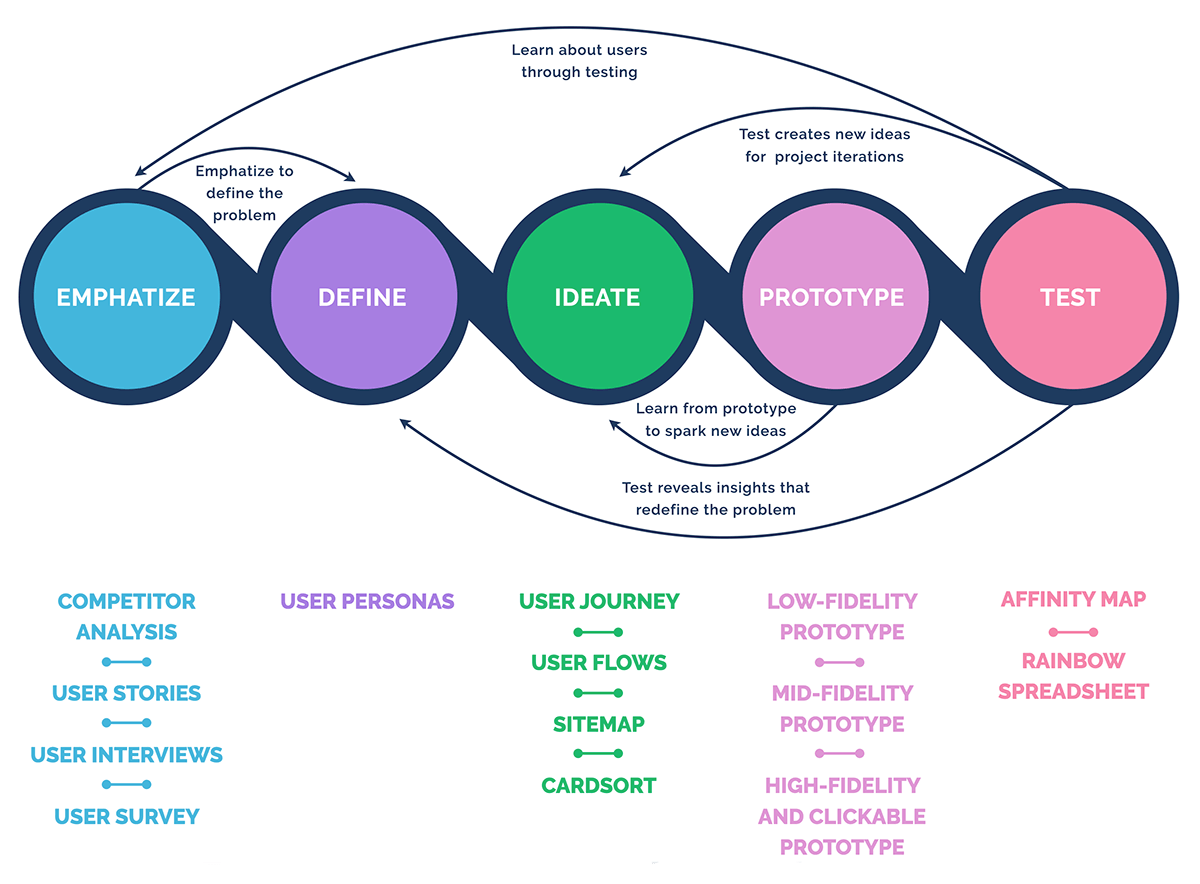 Learn about users
through testing
Test creates new ideas
for project iterations
Emphatize to
define the
problem
EMPHATIZE
DEFINE
IDEATE
PROTOTYPE
TEST
Learn from prototype
to spark new ideas
Test reveals insights that
redefine the problem
COMPETITOR
ANALYSIS
USER STORIES
USER INTERVIEWS
USER SURVEY
USER PERSONAS
USER JOURNEY
USER FLOWS
SITEMAP
CARDSORT
LOW-FIDELITY
PROTOTYPE
MID-FIDELITY
PROTOTYPE
HIGH-FIDELITY
AND CLICKABLE
PROTOTYPE
AFFINITY MAP
RAINBOW
SPREADSHEET